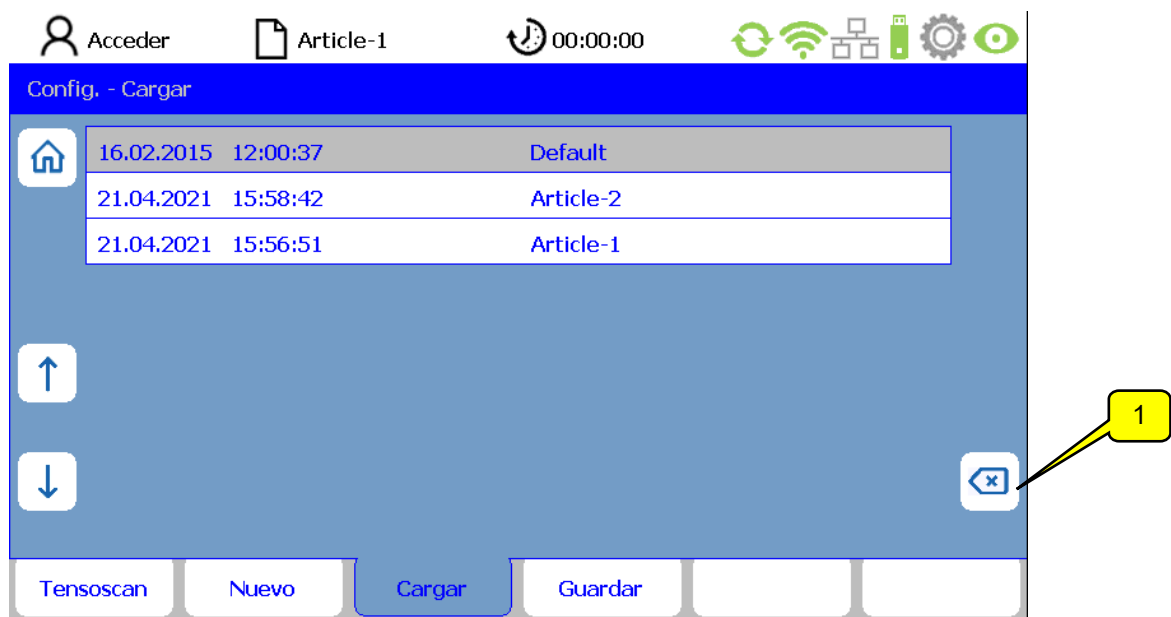 Acceder Article-1 00:00:00
Config. - Cargar
16.02.2015 12:00:37 Default
21.04.2021 15:58:42 Article-2
21.04.2021 15:56:51 Article-1
1
Tensoscan Nuevo Cargar Guardar